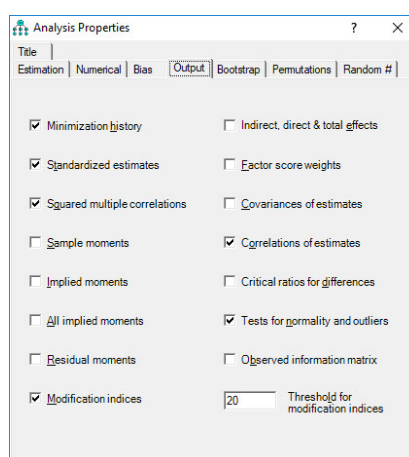 Analysis Properties ? ×
Title
Estimation Numerical Bias Output Bootstrap Permutations Random #
Minimization history Indirect, direct & total effects
Standardized estimates Factor score weights
Squared multiple correlations Covariances of estimates
Sample moments Correlations of estimates
Implied moments Critical ratios for differences
All implied moments Tests for normality and outliers
Residual moments Observed information matrix
Modification indices 20 Threshold for
modification indices